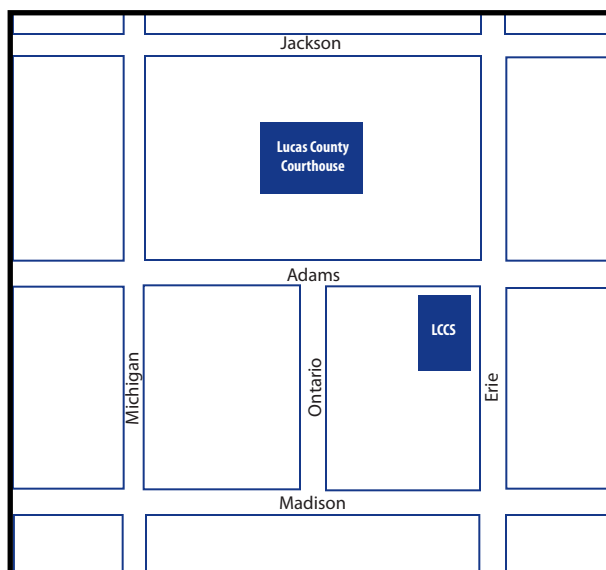 Jackson
Lucas County
Courthouse
Adams
LCCS
Michigan
Ontario
Erie
Madison